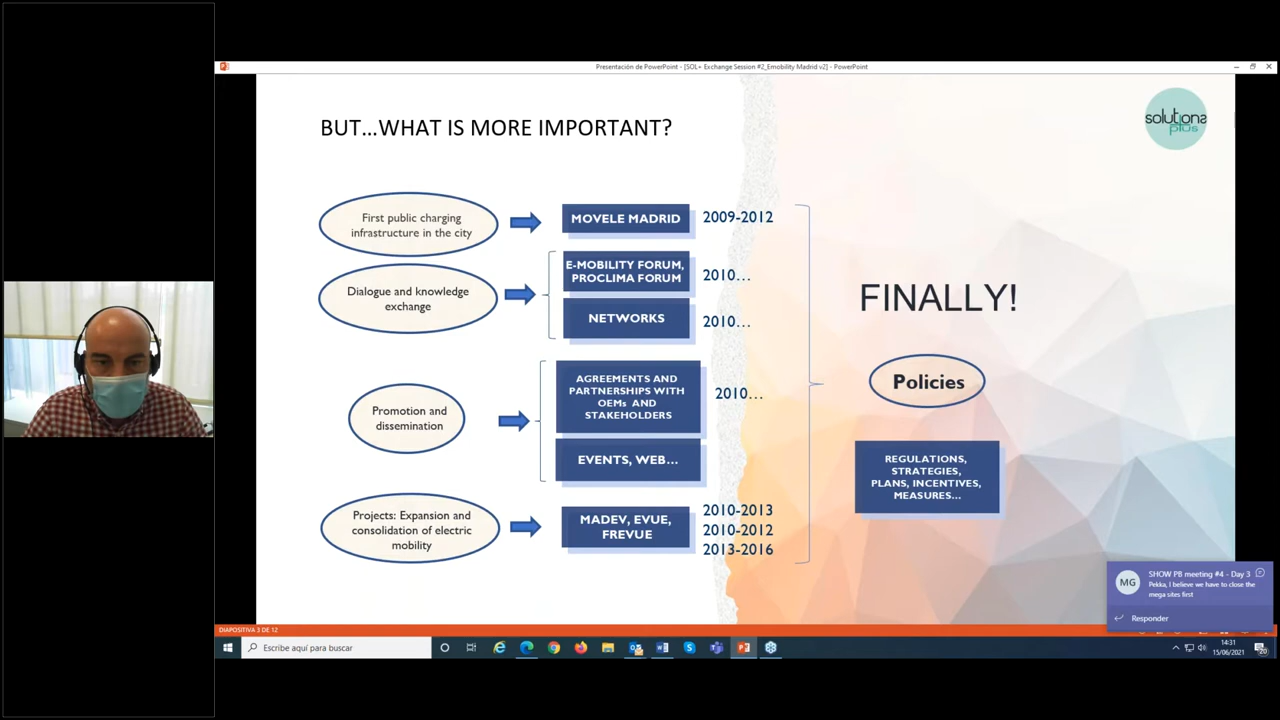 Presentación de PowerPoint - [SOL+ Exchange Session #2_Emobility Madrid v2] - PowerPoint
BUT...WHAT IS MORE IMPORTANT?
solutions
plus
First public charging
infrastructure in the city
MOVELE MADRID
2009-2012
Dialogue and knowledge
exchange
E-MOBILITY FORUM,
PROCLIMA FORUM
2010...
NETWORKS
2010...
Promotion and
dissemination
AGREEMENTS AND
PARTNERSHIPS WITH
OEMs AND
STAKEHOLDERS
2010...
EVENTS, WEB...
Projects: Expansion and
consolidation of electric
mobility
MADEV, EVUE,
FREVUE
2010-2013
2010-2012
2013-2016
FINALLY!
Policies
REGULATIONS,
STRATEGIES,
PLANS, INCENTIVES,
MEASURES...
MG
SHOW PB meeting #4 - Day 3
Pekka, I believe we have to close the
mega sites first
Responder
DIAPOSITIVA 3 DE 12
Escribe aquí para buscar
14:31
15/06/2021
20